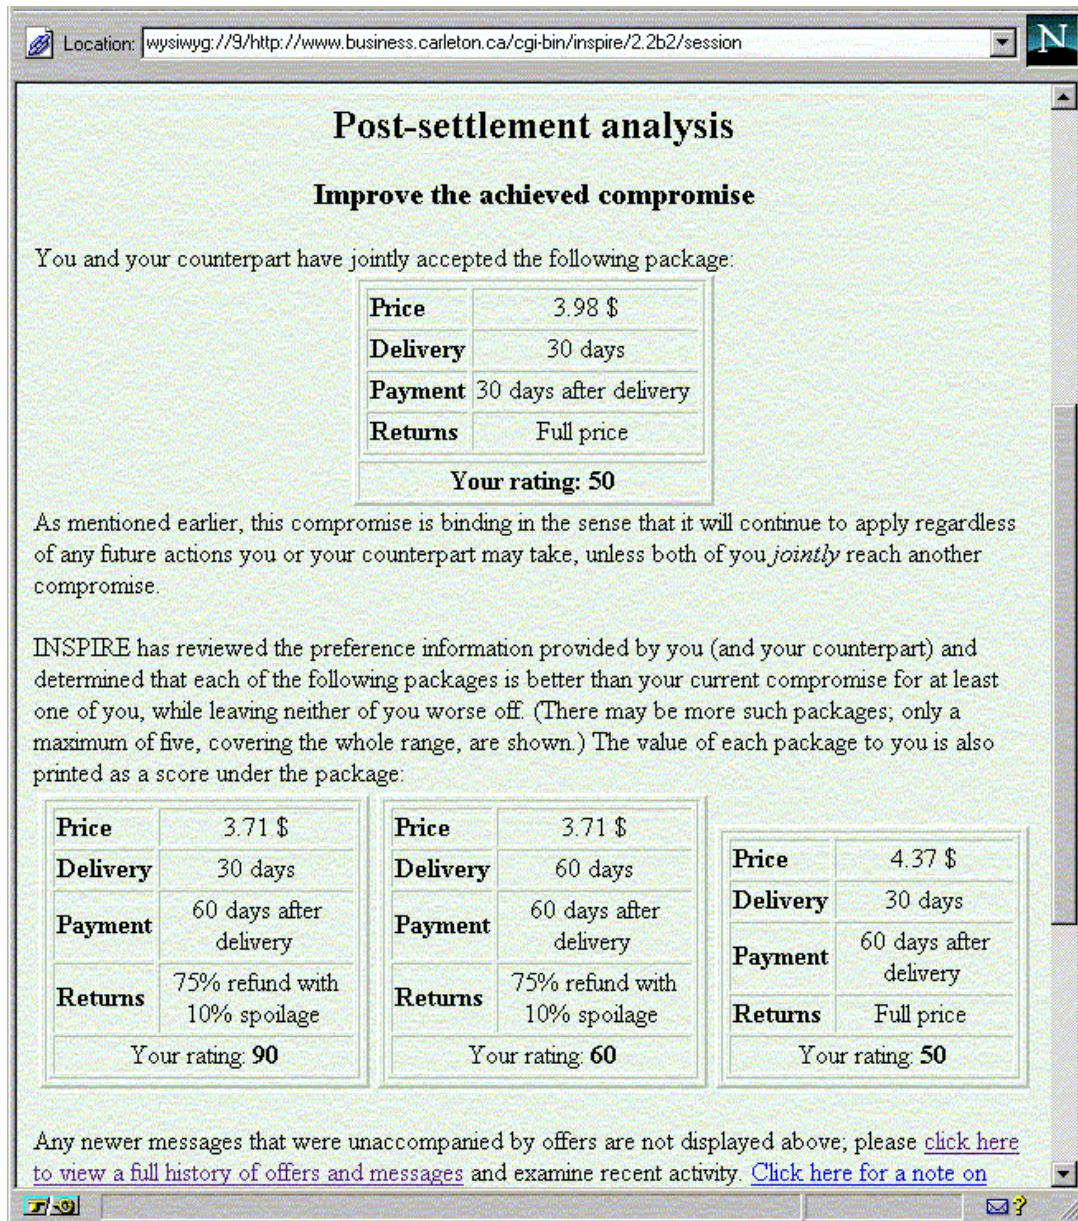 Location: wysiwyg://9/http://www.business.carleton.ca/cgi-bin/inspire/2.2b2/session
N
Post-settlement analysis
Improve the achieved compromise
You and your counterpart have jointly accepted the following package:
Price 3.98 $
Delivery 30 days
Payment 30 days after delivery
Returns Full price
Your rating: 50
As mentioned earlier, this compromise is binding in the sense that it will continue to apply regardless
of any future actions you or your counterpart may take, unless both of you jointly reach another
compromise.
INSPIRE has reviewed the preference information provided by you (and your counterpart) and
determined that each of the following packages is better than your current compromise for at least
one of you, while leaving neither of you worse off. (There may be more such packages; only a
maximum of five, covering the whole range, are shown.) The value of each package to you is also
printed as a score under the package:
Price 3.71 $
Delivery 30 days
Payment 60 days after
delivery
Returns 75% refund with
10% spoilage
Your rating: 90
Price 3.71 $
Delivery 60 days
Payment 60 days after
delivery
Returns 75% refund with
10% spoilage
Your rating: 60
Price 4.37 $
Delivery 30 days
Payment 60 days after
delivery
Returns Full price
Your rating: 50
Any newer messages that were unaccompanied by offers are not displayed above; please click here
to view a full history of offers and messages and examine recent activity. Click here for a note on